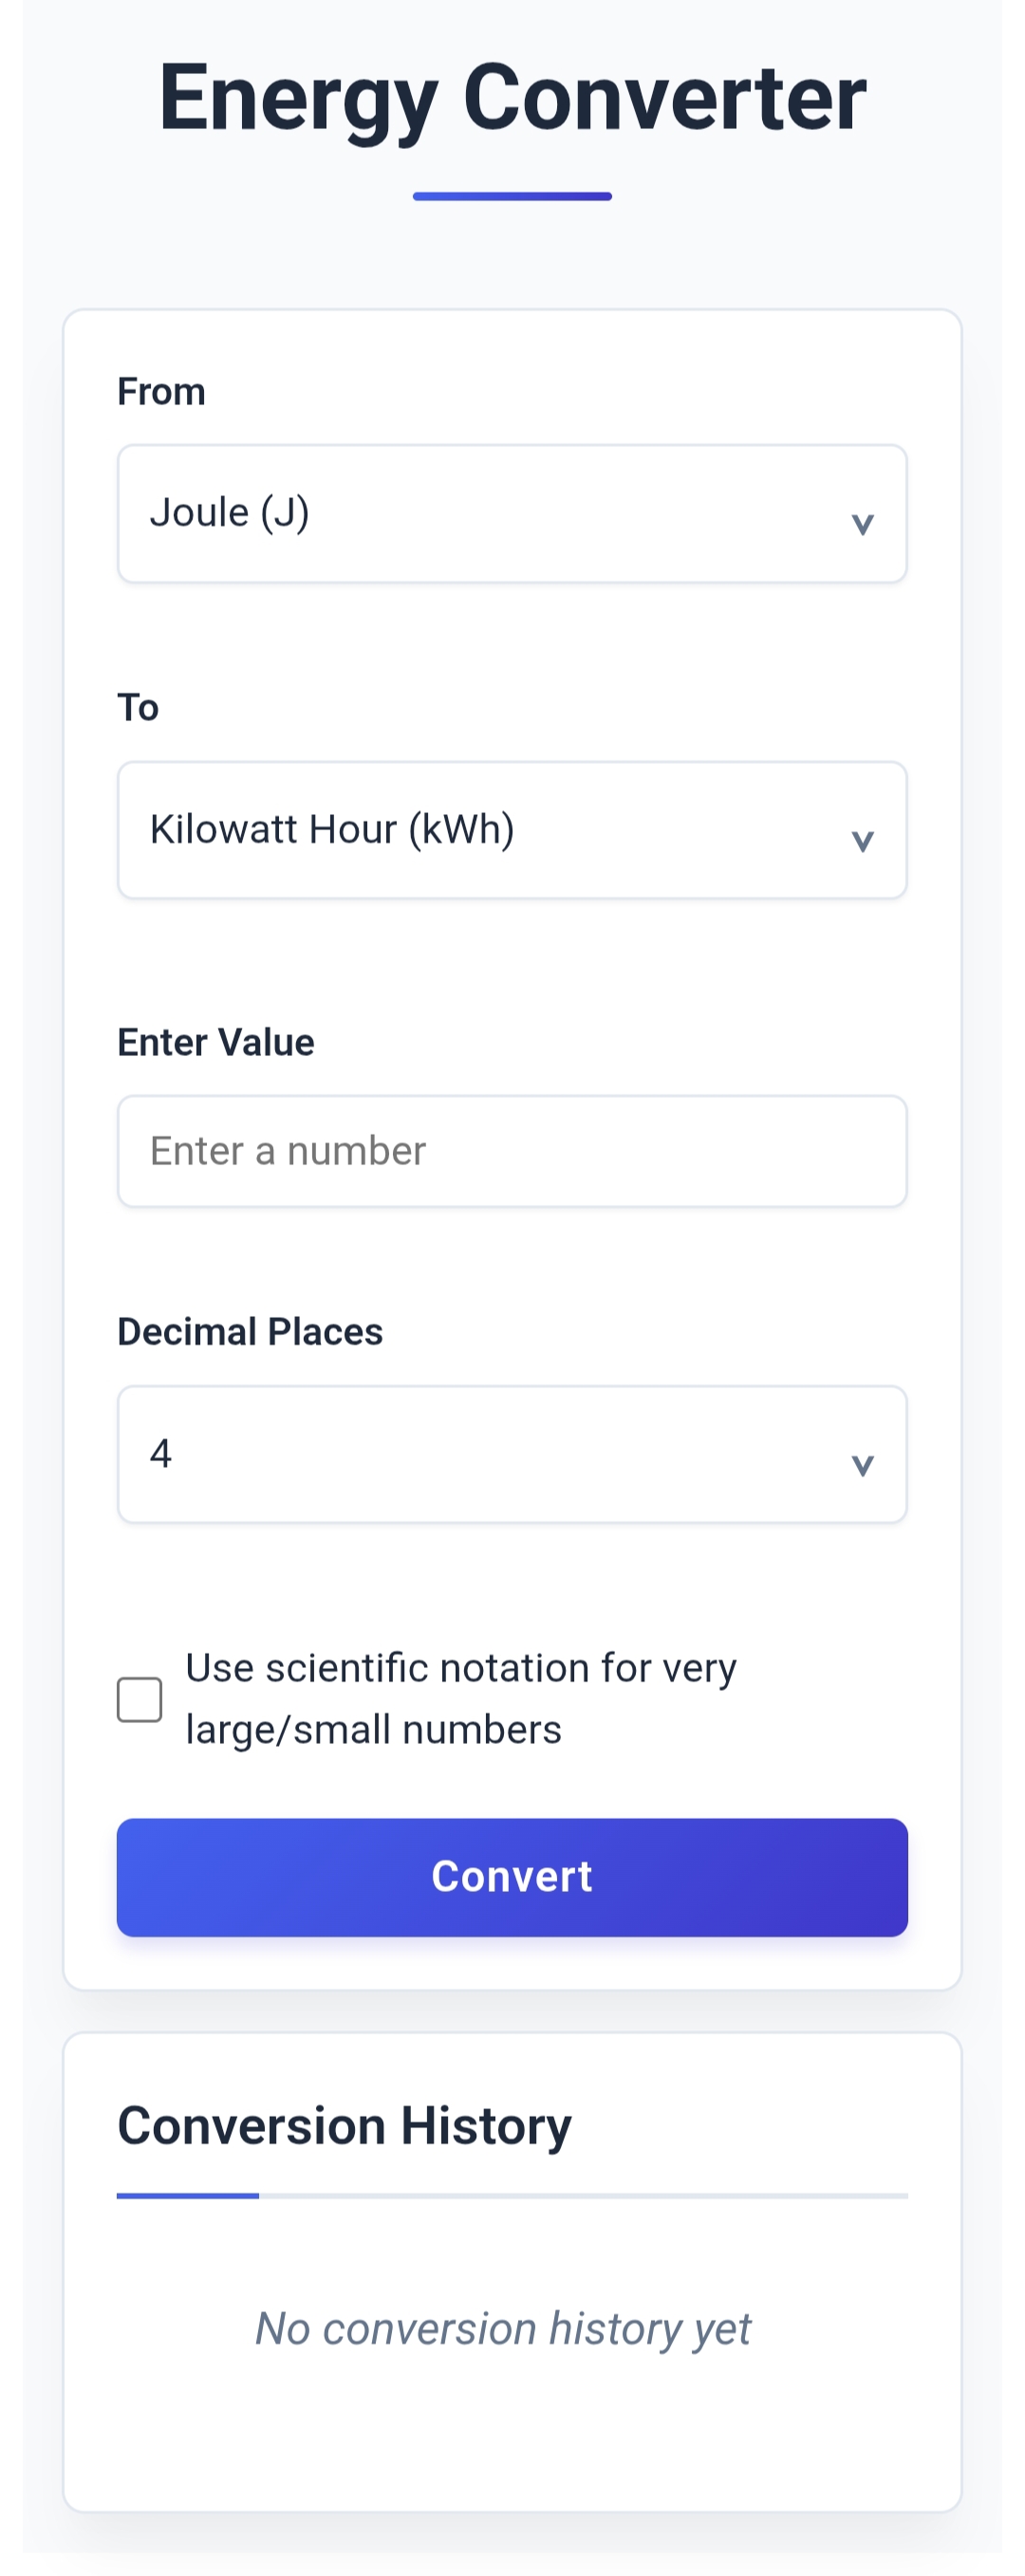 Energy Converter
From
Joule (J)
To
Kilowatt Hour (kWh)
Enter Value
Enter a number
Decimal Places
4
Use scientific notation for very
large/small numbers
Convert
Conversion History
No conversion history yet